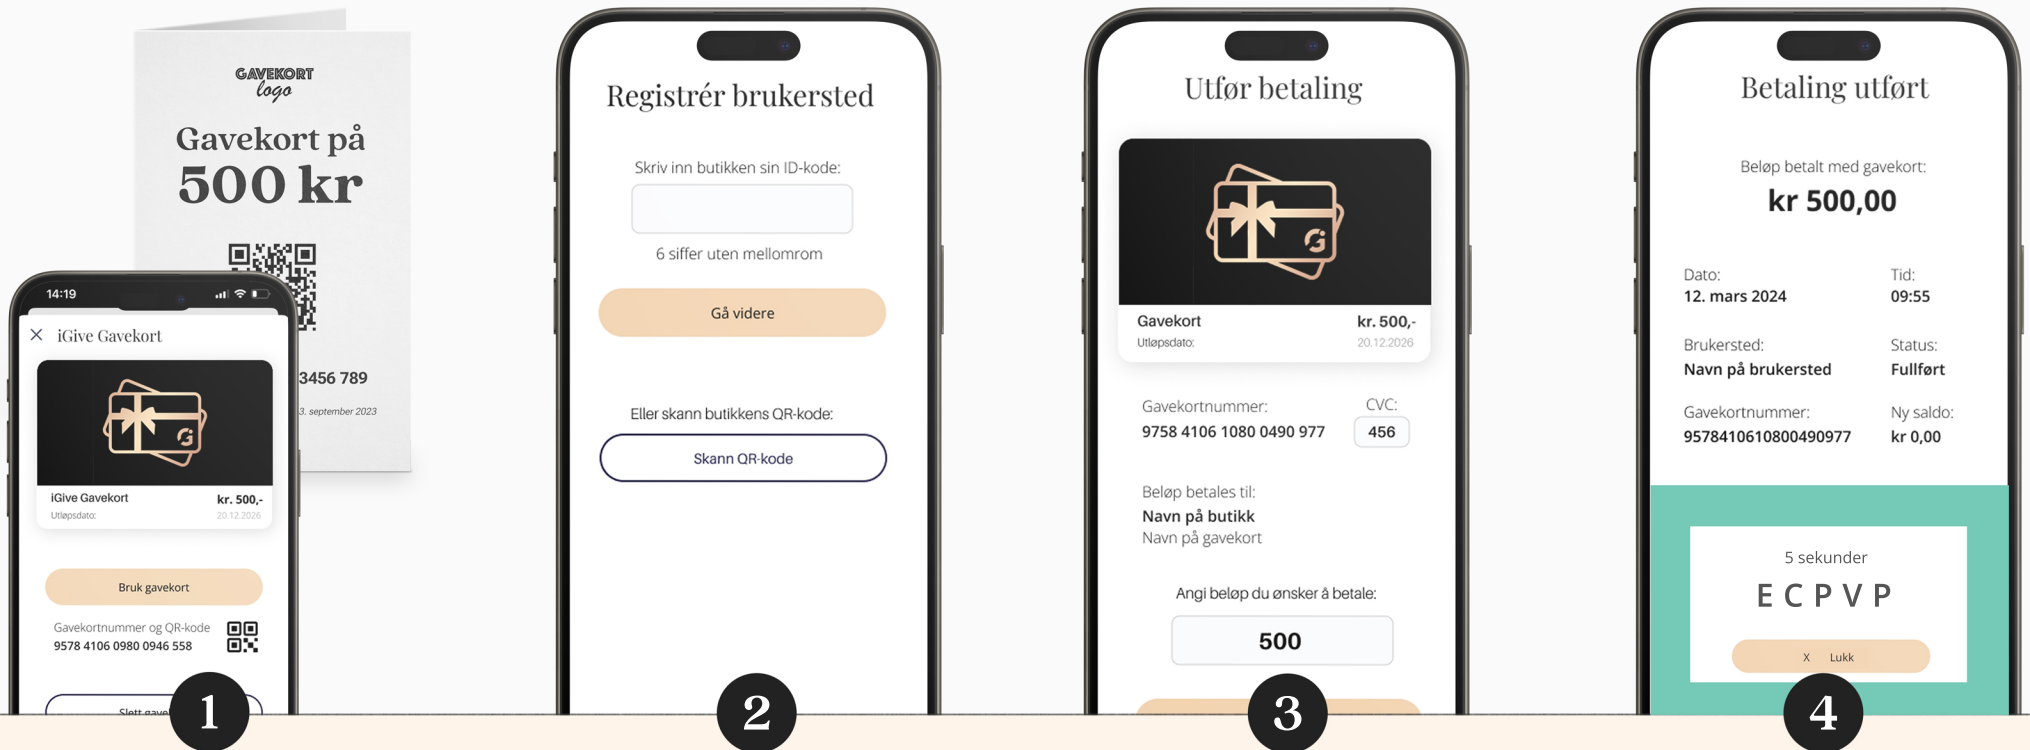 GAVEKORT
logo
Gavekort på
500 kr
3456 789
3. september 2023
14:19
iGive Gavekort
iGive Gavekort kr. 500,-
Utløpsdato: 20.12.2026
Bruk gavekort
Gavekortnummer og QR-kode
9578 4106 0980 0946 558
Slett gave
1
Registrér brukersted
Skriv inn butikken sin ID-kode:
6 siffer uten mellomrom
Gå videre
Eller skann butikkens QR-kode:
Skann QR-kode
2
Utfør betaling
Gavekort kr. 500,-
Utløpsdato: 20.12.2026
Gavekortnummer: CVC:
9758 4106 1080 0490 977 456
Beløp betales til:
Navn på butikk
Navn på gavekort
Angi beløp du ønsker å betale:
500
3
Betaling utført
Beløp betalt med gavekort:
kr 500,00
Dato: Tid:
12. mars 2024 09:55
Brukersted: Status:
Navn på brukersted Fullført
Gavekortnummer: Ny saldo:
9578410610800490977 kr 0,00
5 sekunder
E C P V P
X Lukk
4